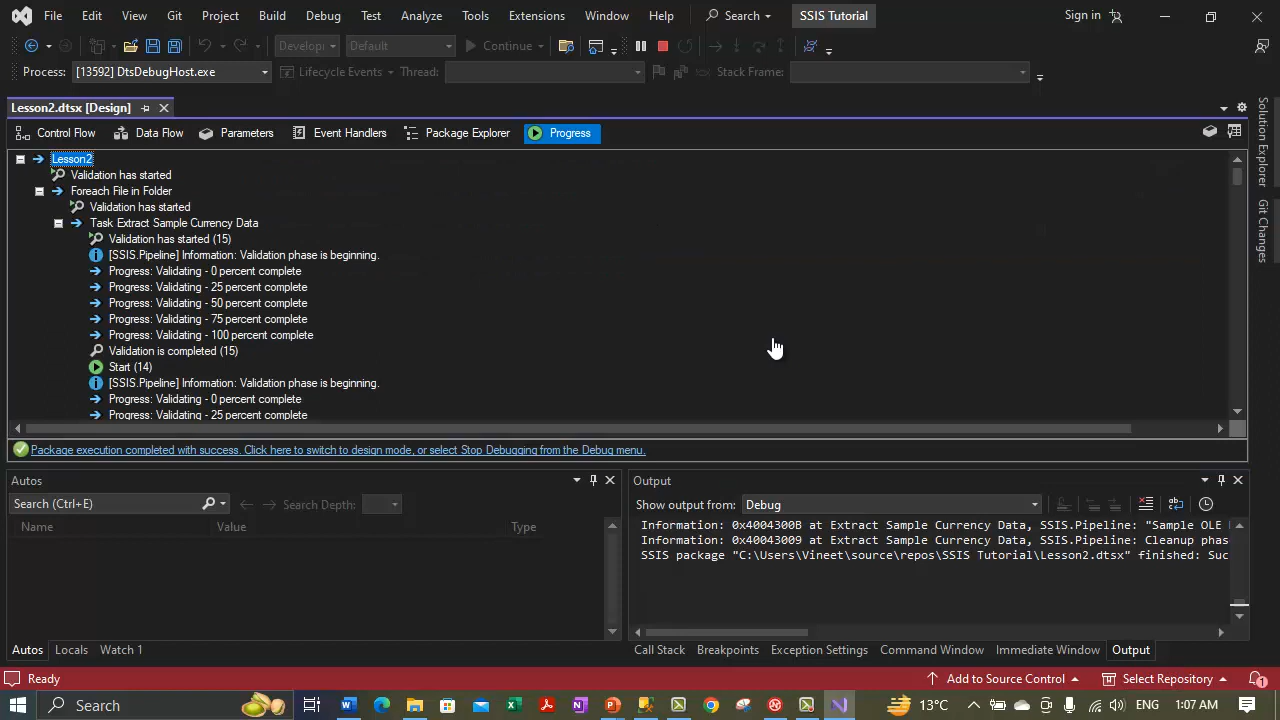 File Edit View Git Project Build Debug Test Analyze Tools Extensions Window Help Search SSIS Tutorial Sign in
Develop Default Continue
Process: [13592] DtsDebugHost.exe Lifecycle Events Thread: Stack Frame:
Lesson2.dtsx [Design]
Control Flow Data Flow Parameters Event Handlers Package Explorer Progress
Solution Explorer
Git Changes
Lesson2
Validation has started
Foreach File in Folder
Validation has started
Task Extract Sample Currency Data
Validation has started (15)
[SSIS.Pipeline] Information: Validation phase is beginning.
Progress: Validating - 0 percent complete
Progress: Validating - 25 percent complete
Progress: Validating - 50 percent complete
Progress: Validating - 75 percent complete
Progress: Validating - 100 percent complete
Validation is completed (15)
Start (14)
[SSIS.Pipeline] Information: Validation phase is beginning.
Progress: Validating - 0 percent complete
Progress: Validating - 25 percent complete
Package execution completed with success. Click here to switch to design mode, or select Stop Debugging from the Debug menu.
Autos
Search (Ctrl+E) Search Depth:
Name Value Type
Autos Locals Watch 1
Output
Show output from: Debug
Information: 0x4004300B at Extract Sample Currency Data, SSIS.Pipeline: "Sample OLE
Information: 0x40043009 at Extract Sample Currency Data, SSIS.Pipeline: Cleanup phas
SSIS package "C:\Users\Vineet\source\repos\SSIS Tutorial\Lesson2.dtsx" finished: Suc
Call Stack Breakpoints Exception Settings Command Window Immediate Window Output
Ready Add to Source Control Select Repository 1
Search 13°C ENG 1:07 AM